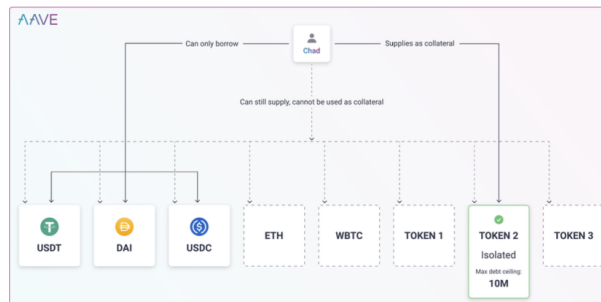 AAVE
Can only borrow
Chad
Supplies as collateral
Can still supply, cannot be used as collateral
USDT
DAI
USDC
ETH
WBTC
TOKEN 1
TOKEN 2
Isolated
Max debt ceiling:
10M
TOKEN 3